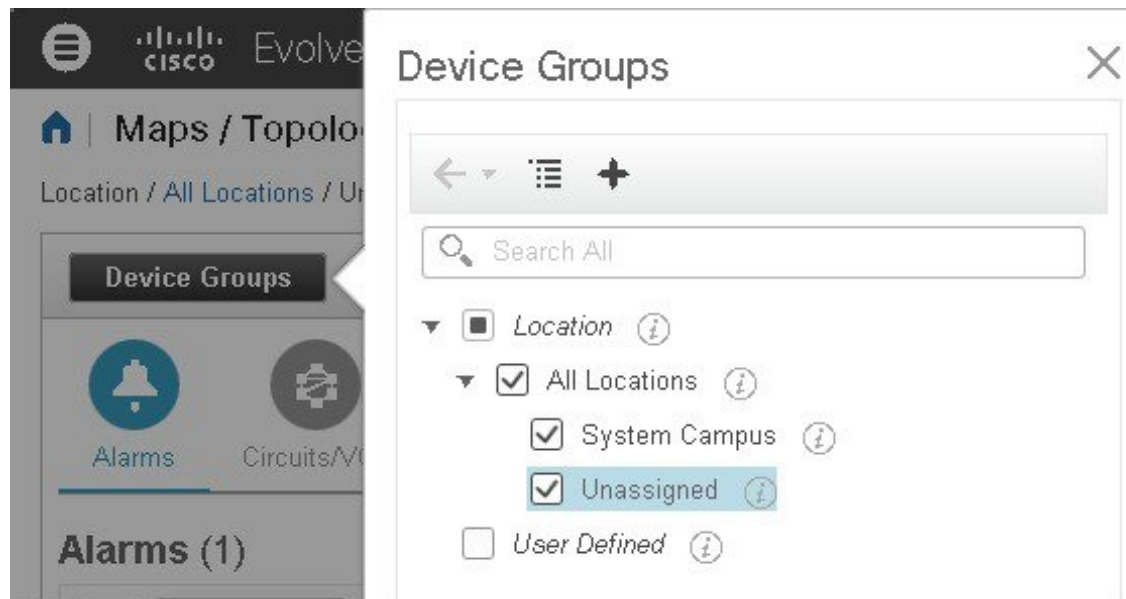 cisco Evolve
Maps / Topolo
Location / All Locations / Un
Device Groups
Alarms
Circuits/V
Alarms (1)
Device Groups
Search All
Location
All Locations
System Campus
Unassigned
User Defined